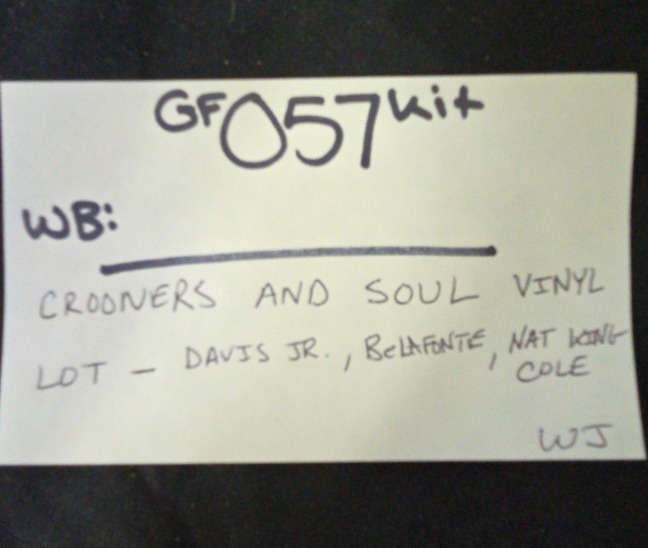 GF057Kit
WB:
CROONERS AND SOUL VINYL
LOT - DAVIS JR., BELAFONTE, NAT KING
COLE
WJ